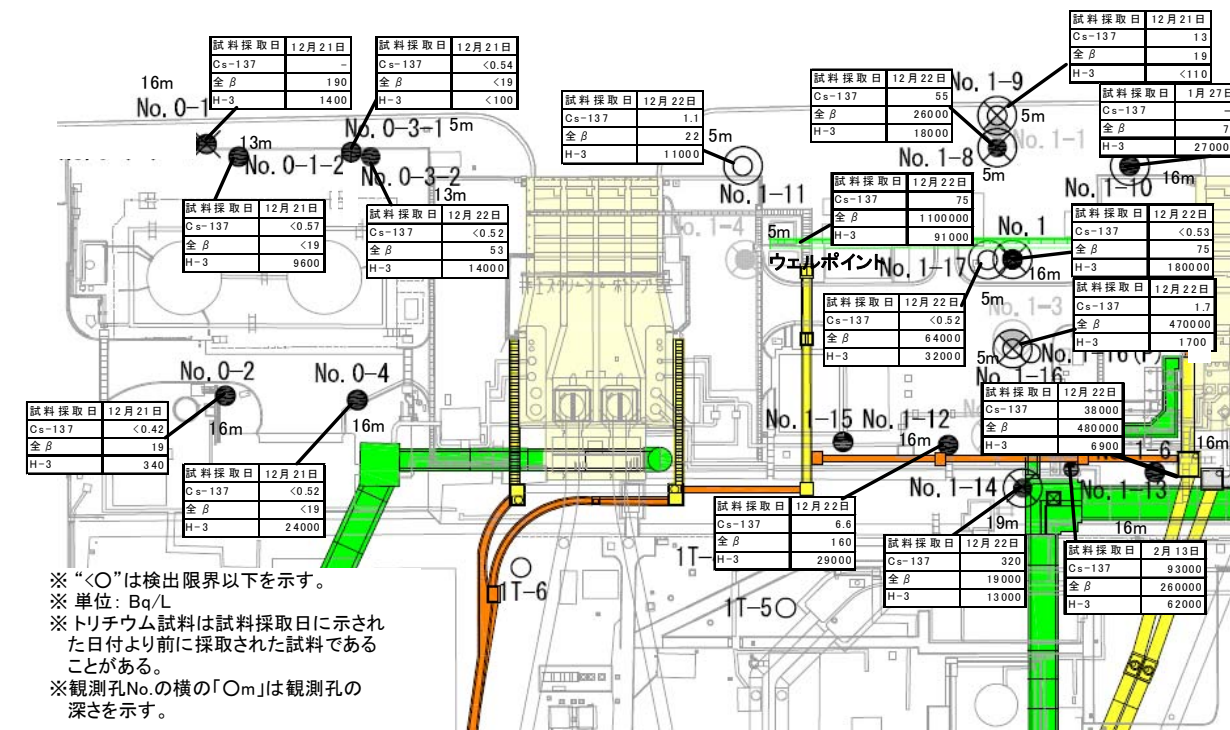 試料採取日 12月21日
Cs-137 -
全β 190
H-3 1400
試料採取日 12月21日
Cs-137 <0.54
全β <19
H-3 <100
試料採取日 12月22日
Cs-137 1.1
全β 22
H-3 11000
試料採取日 12月22日
Cs-137 55
全β 26000
H-3 18000
試料採取日 12月21日
Cs-137 13
全β 19
H-3 <110
試料採取日 1月27日
Cs-137
全β
H-3 27000
16m
No. 0-1
No. 0-3-1
5m
13m
No. 0-1-2
No. 0-3-2
13m
5m
No. 1-11
No. 1-9
5m
No. 1-1
No. 1-8
5m
16m
No. 1-10
試料採取日 12月21日
Cs-137 <0.57
全β <19
H-3 9600
試料採取日 12月22日
Cs-137 <0.52
全β 53
H-3 14000
試料採取日 12月22日
Cs-137 75
全β 1100000
H-3 91000
試料採取日 12月22日
Cs-137 <0.53
全β 75
H-3 180000
5m
ウェルポイント
No. 1-4
No. 1-17
No. 1
16m
5m
試料採取日 12月22日
Cs-137 <0.52
全β 64000
H-3 32000
試料採取日 12月22日
Cs-137 1.7
全β 470000
H-3 1700
No. 1-3
5m
No. 1-16(P)
No. 1-16
No. 0-2
16m
No. 0-4
16m
試料採取日 12月21日
Cs-137 <0.42
全β 19
H-3 340
試料採取日 12月21日
Cs-137 <0.52
全β <19
H-3 24000
試料採取日 12月22日
Cs-137 38000
全β 480000
H-3 6900
No. 1-15
No. 1-12
16m
16m
1-6
No. 1-14
19m
No. 1-13
16m
試料採取日 12月22日
Cs-137 6.6
全β 160
H-3 29000
試料採取日 12月22日
Cs-137 320
全β 19000
H-3 13000
試料採取日 2月13日
Cs-137 93000
全β 260000
H-3 62000
1T-6
1T-
1T-5
※ “<○”は検出限界以下を示す。
※ 単位: Bq/L
※ トリチウム試料は試料採取日に示され
た日付より前に採取された試料である
ことがある。
※観測孔No.の横の「○m」は観測孔の
深さを示す。